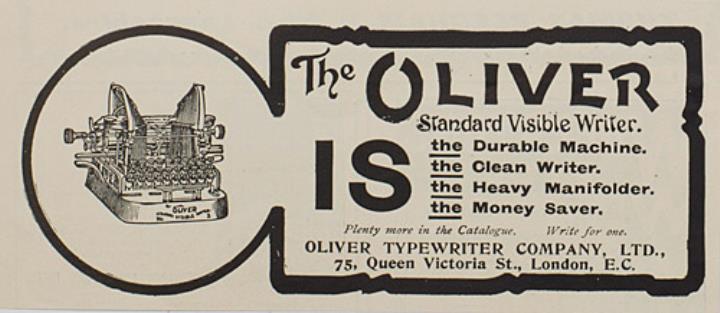 The OLIVER
Standard Visible Writer.
IS
the Durable Machine.
the Clean Writer.
the Heavy Manifolder.
the Money Saver.
Plenty more in the Catalogue. Write for one.
OLIVER TYPEWRITER COMPANY, LTD.,
75, Queen Victoria St., London, E.C.
OLIVER